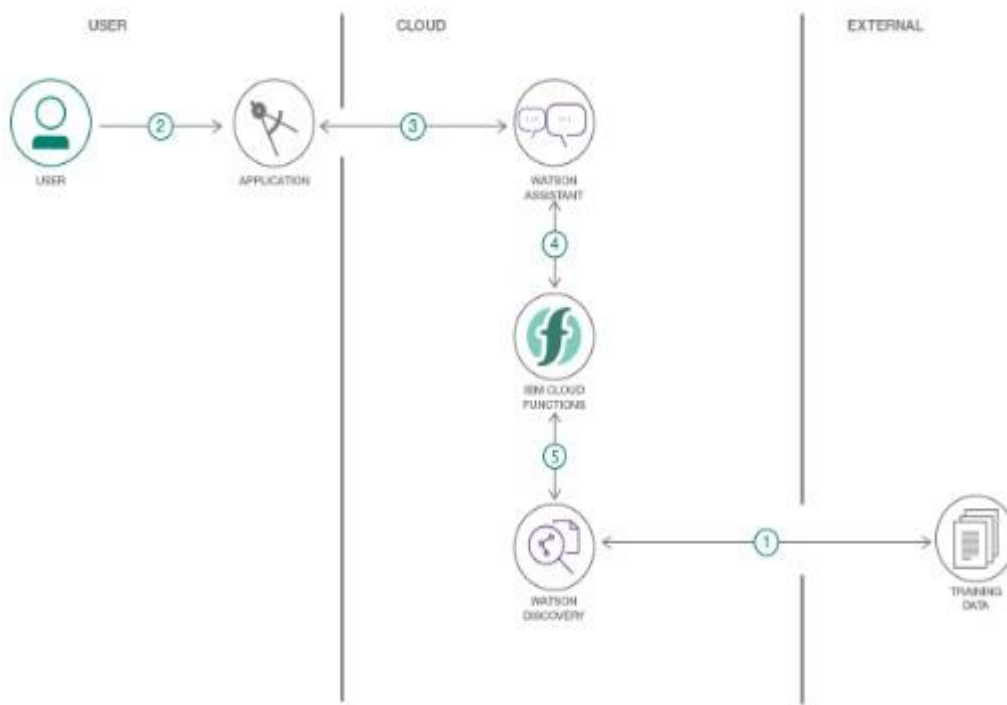 USER
CLOUD
EXTERNAL
2
3
USER
APPLICATION
WATSON
ASSISTANT
4
IBM CLOUD
FUNCTIONS
5
1
WATSON
DISCOVERY
TRAINING
DATA